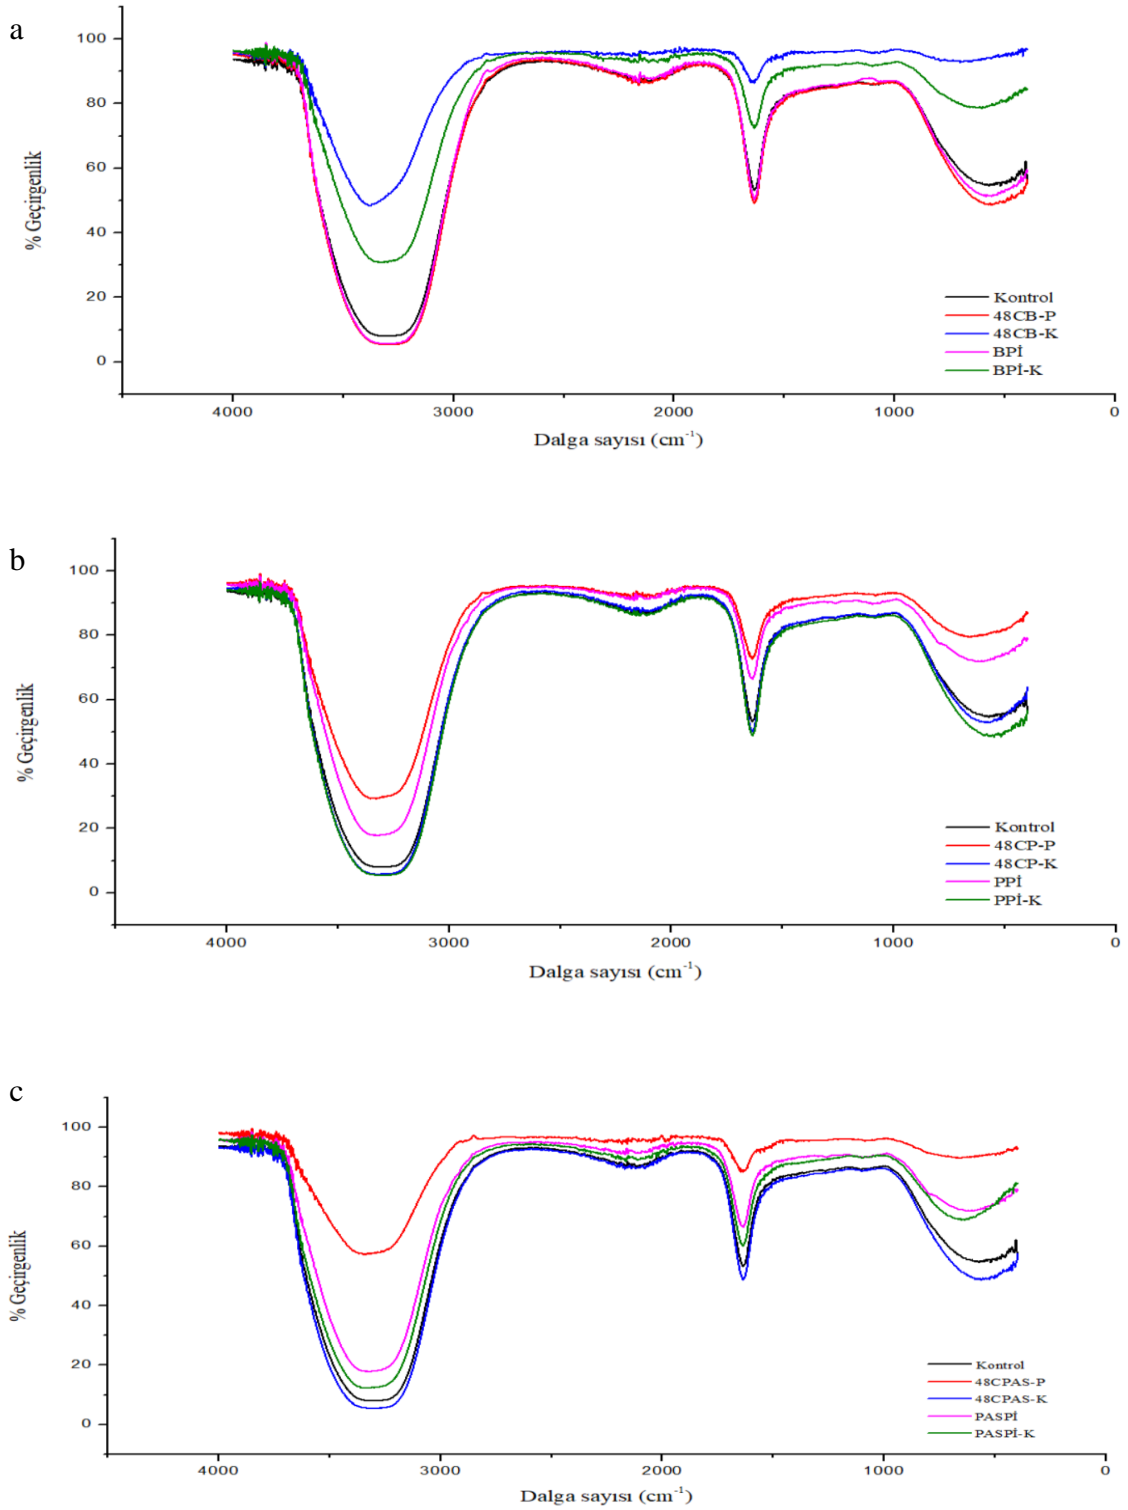 a
100
80
60
40
20
0
% Geçirgenlik
Kontrol
48CB-P
48CB-K
BPİ
BPİ-K
4000 3000 2000 1000 0
Dalga sayısı (cm⁻¹)
b
100
80
60
40
20
0
% Geçirgenlik
Kontrol
48CP-P
48CP-K
PPİ
PPİ-K
4000 3000 2000 1000 0
Dalga sayısı (cm⁻¹)
c
100
80
60
40
20
0
% Geçirgenlik
Kontrol
48CPAS-P
48CPAS-K
PASPİ
PASPİ-K
4000 3000 2000 1000 0
Dalga sayısı (cm⁻¹)